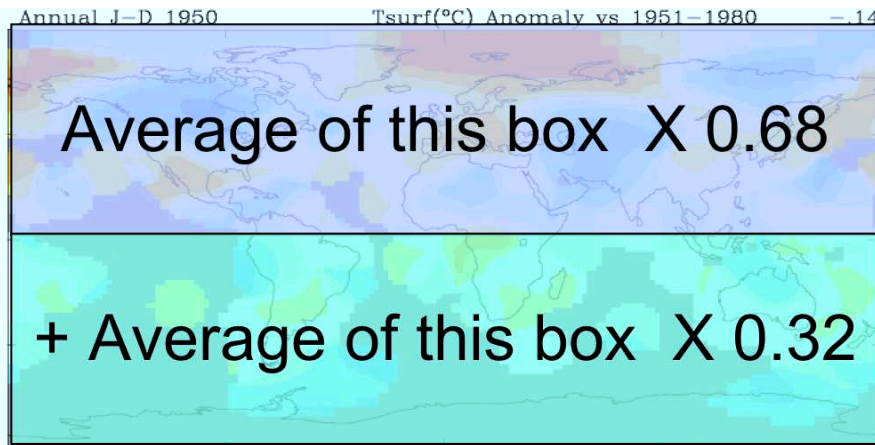 Annual J-D 1950 Tsurf(°C) Anomaly vs 1951-1980 -.14
Average of this box X 0.68
+ Average of this box X 0.32